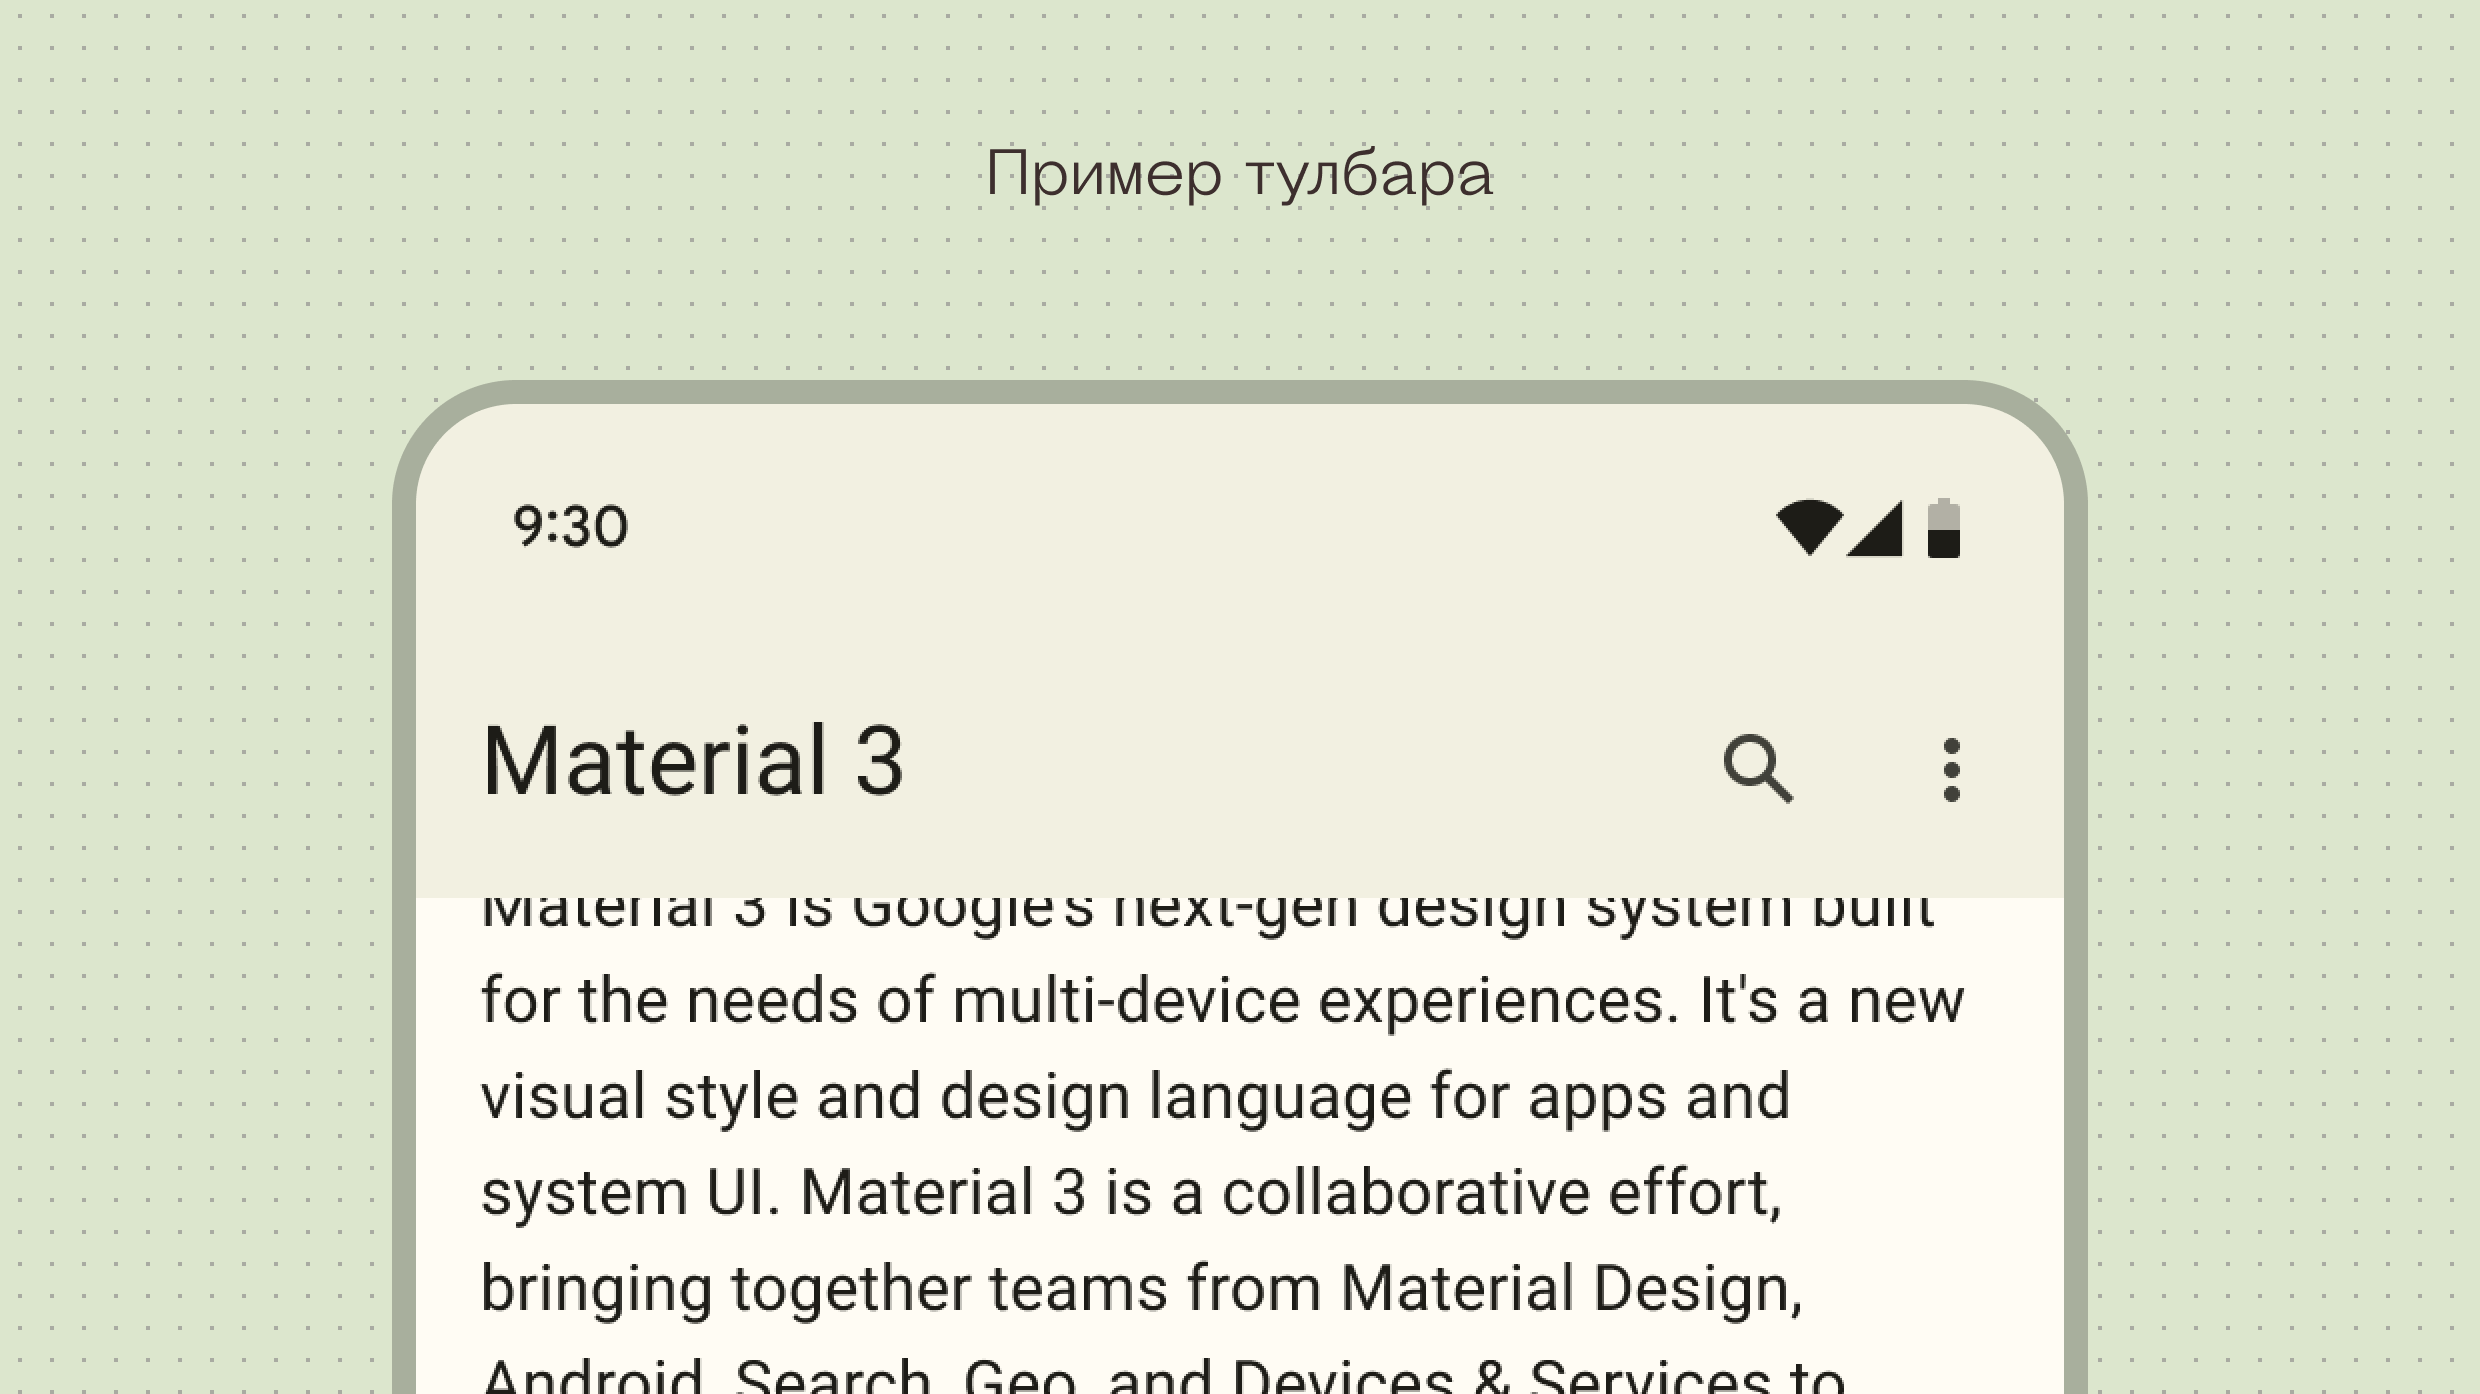 Пример тулбара
9:30
Material 3
Material 3 is Google's next-gen design system built
for the needs of multi-device experiences. It's a new
visual style and design language for apps and
system UI. Material 3 is a collaborative effort,
bringing together teams from Material Design,
Android, Search, Geo, and Devices & Services to